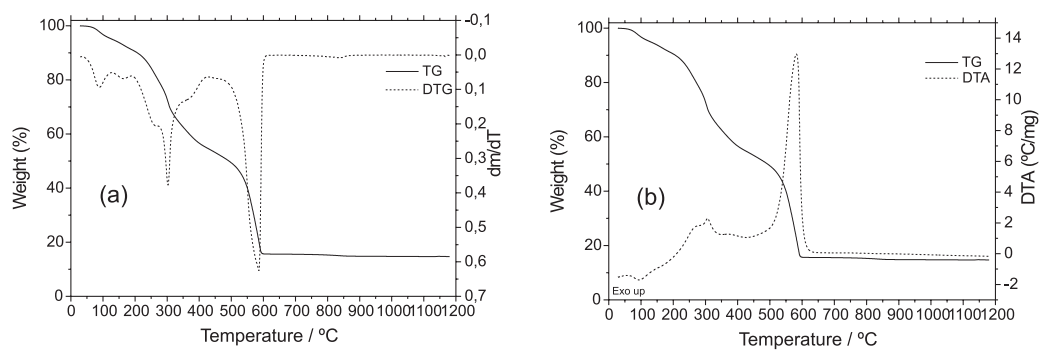 100
80
60
40
20
0
Weight (%)
-0,1
0,0
0,1
0,2
0,3
0,4
0,5
0,6
0,7
dm/dT
TG
DTG
(a)
0 100 200 300 400 500 600 700 800 900 1000 1100 1200
Temperature / ºC
100
80
60
40
20
0
Weight (%)
14
12
10
8
6
4
2
0
-2
DTA (ºC/mg)
TG
DTA
(b)
Exo up
0 100 200 300 400 500 600 700 800 900 1000 1100 1200
Temperature / ºC